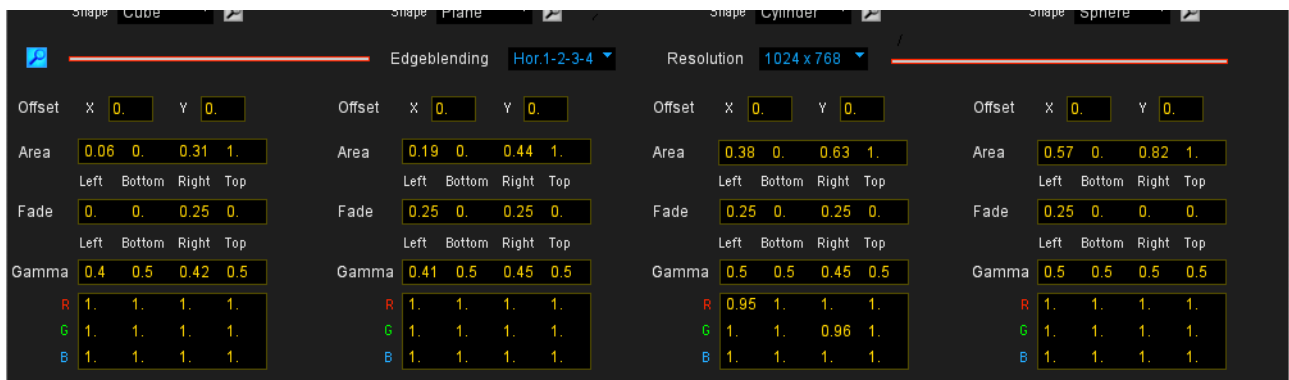 Shape Cube Shape Plane Shape Cylinder Shape Sphere
Edgeblending Hor.1-2-3-4 Resolution 1024 x 768
Offset X 0. Y 0. Offset X 0. Y 0. Offset X 0. Y 0. Offset X 0. Y 0.
Area 0.06 0. 0.31 1. Area 0.19 0. 0.44 1. Area 0.38 0. 0.63 1. Area 0.57 0. 0.82 1.
Left Bottom Right Top Left Bottom Right Top Left Bottom Right Top Left Bottom Right Top
Fade 0. 0. 0.25 0. Fade 0.25 0. 0.25 0. Fade 0.25 0. 0.25 0. Fade 0.25 0. 0. 0.
Left Bottom Right Top Left Bottom Right Top Left Bottom Right Top Left Bottom Right Top
Gamma 0.4 0.5 0.42 0.5 Gamma 0.41 0.5 0.45 0.5 Gamma 0.5 0.5 0.45 0.5 Gamma 0.5 0.5 0.5 0.5
R 1. 1. 1. 1. R 1. 1. 1. 1. R 0.95 1. 1. 1. R 1. 1. 1. 1.
G 1. 1. 1. 1. G 1. 1. 1. 1. G 1. 1. 0.96 1. G 1. 1. 1. 1.
B 1. 1. 1. 1. B 1. 1. 1. 1. B 1. 1. 1. 1. B 1. 1. 1. 1.